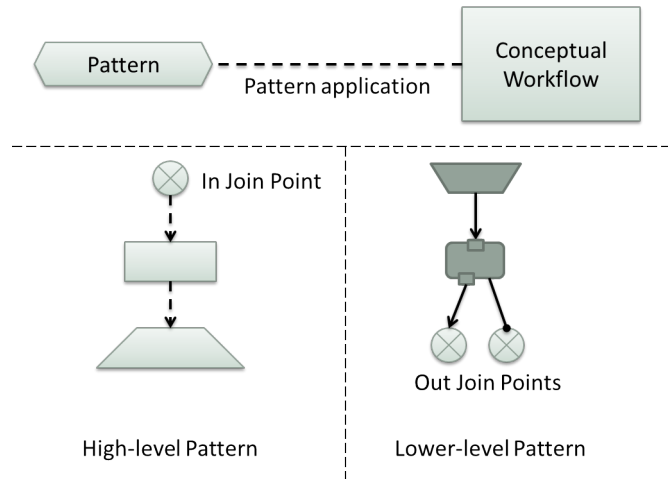 Pattern
Pattern application
Conceptual
Workflow
In Join Point
Out Join Points
High-level Pattern
Lower-level Pattern